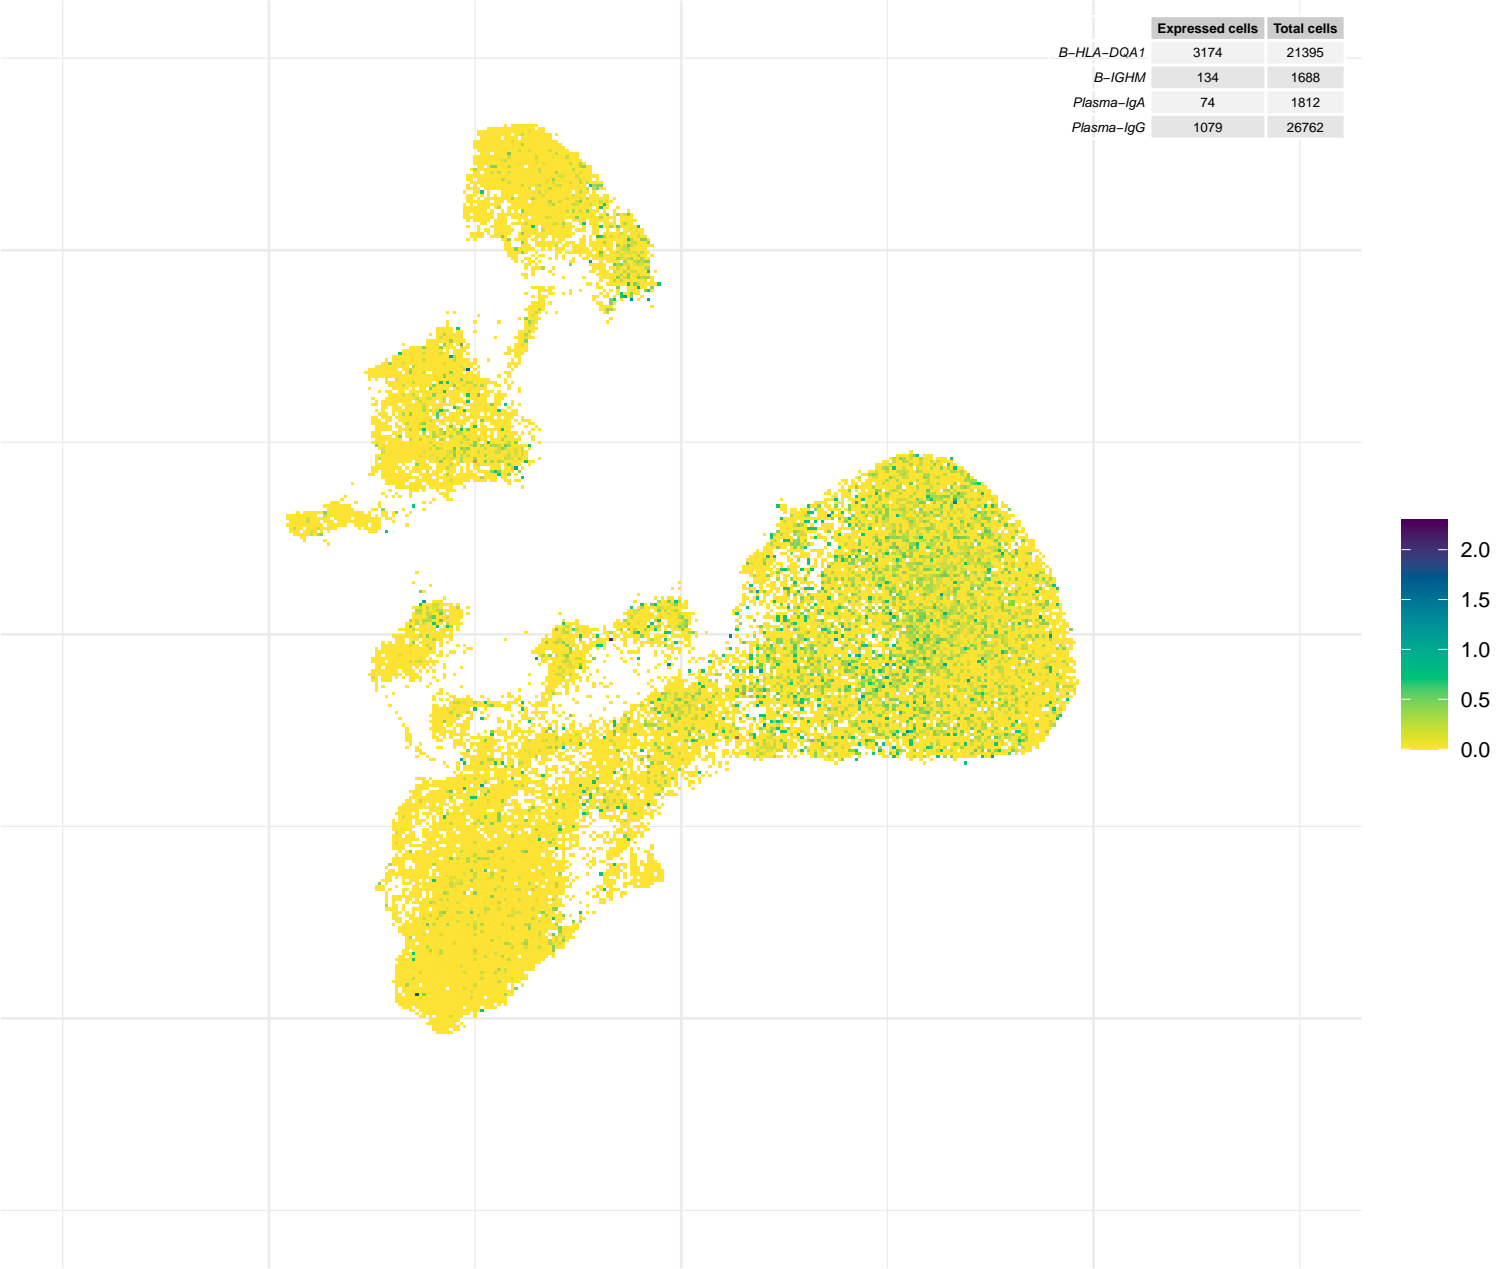 Expressed cells Total cells
B−HLA−DQA1 3174 21395
B−IGHM 134 1688
Plasma−IgA 74 1812
Plasma−IgG 1079 26762
2.0
1.5
1.0
0.5
0.0